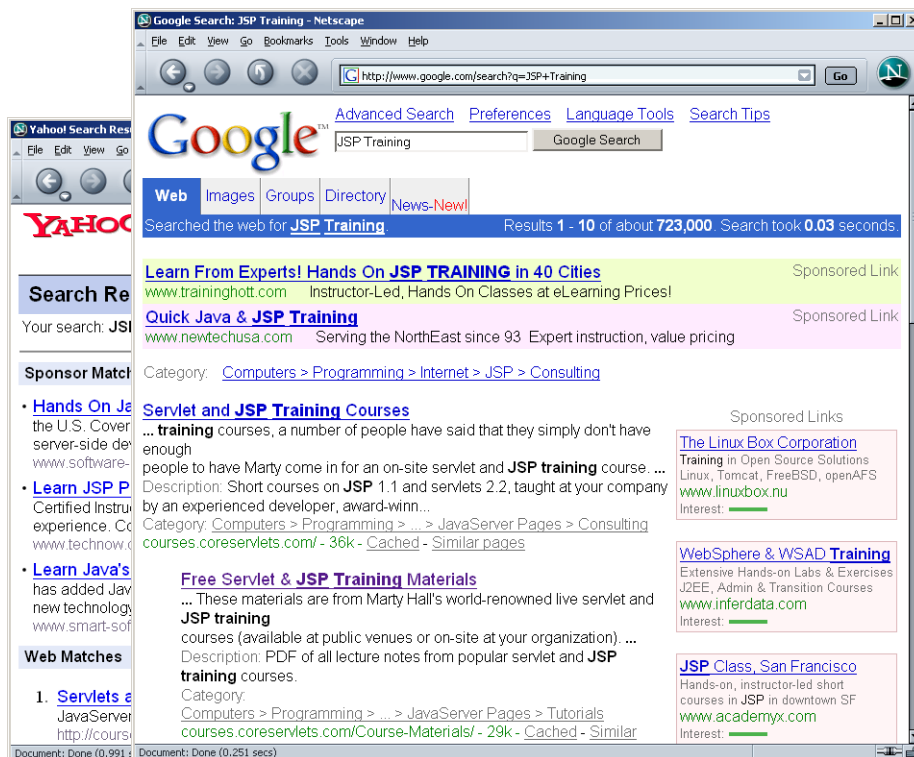 Google Search: JSP Training - Netscape
File Edit View Go Bookmarks Tools Window Help
http://www.google.com/search?q=JSP+Training
Go
N
Google™
Advanced Search Preferences Language Tools Search Tips
JSP Training
Google Search
Web Images Groups Directory News-New!
Searched the web for JSP Training. Results 1 - 10 of about 723,000. Search took 0.03 seconds.
Learn From Experts! Hands On JSP TRAINING in 40 Cities
Sponsored Link
www.traininghott.com Instructor-Led, Hands On Classes at eLearning Prices!
Quick Java & JSP Training
Sponsored Link
www.newtechusa.com Serving the NorthEast since 93 Expert instruction, value pricing
Category: Computers > Programming > Internet > JSP > Consulting
Servlet and JSP Training Courses
... training courses, a number of people have said that they simply don't have
enough
people to have Marty come in for an on-site servlet and JSP training course. ...
Description: Short courses on JSP 1.1 and servlets 2.2, taught at your company
by an experienced developer, award-winn...
Category: Computers > Programming > ... > JavaServer Pages > Consulting
courses.coreservlets.com/ - 36k - Cached - Similar pages
Free Servlet & JSP Training Materials
... These materials are from Marty Hall's world-renowned live servlet and
JSP training
courses (available at public venues or on-site at your organization). ...
Description: PDF of all lecture notes from popular servlet and JSP
training courses.
Category:
Computers > Programming > ... > JavaServer Pages > Tutorials
courses.coreservlets.com/Course-Materials/ - 29k - Cached - Similar
Sponsored Links
The Linux Box Corporation
Training in Open Source Solutions
Linux, Tomcat, FreeBSD, openAFS
www.linuxbox.nu
Interest:
WebSphere & WSAD Training
Extensive Hands-on Labs & Exercises
J2EE, Admin & Transition Courses
www.inferdata.com
Interest:
JSP Class, San Francisco
Hands-on, instructor-led short
courses in JSP in downtown SF
www.academyx.com
Interest:
Document: Done (0.251 secs)
Yahoo! Search Res
File Edit View Go
YAHOO
Search Re
Your search: JS
Sponsor Match
• Hands On Ja
the U.S. Cover
server-side de
www.software-
• Learn JSP P
Certified Instru
experience. Co
www.technow.
• Learn Java's
has added Jav
new technology
www.smart-sof
Web Matches
1. Servlets a
JavaServer
http://cours
Document: Done (0.991 s